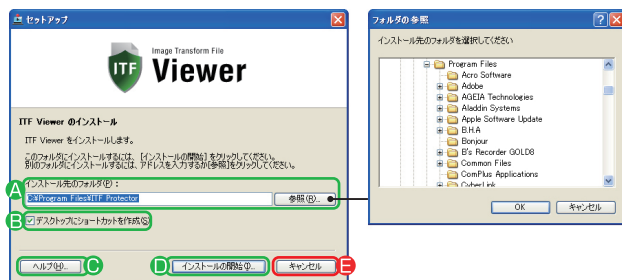 セットアップ
ITF
Image Transform File
Viewer
ITF Viewer のインストール
ITF Viewer をインストールします。
このフォルダにインストールするには、[インストールの開始]をクリックしてください。
別のフォルダにインストールするには、アドレスを入力するか[参照]をクリックしてください。
A
インストール先のフォルダ(P):
C:¥Program Files¥ITF Protector
参照(R)...
B
デスクトップにショートカットを作成(S)
ヘルプ(H)...
C
D
インストールの開始(I)...
キャンセル
E
フォルダの参照
インストール先のフォルダを選択してください
Program Files
Acro Software
Adobe
AGEIA Technologies
Aladdin Systems
Apple Software Update
B.H.A
Bonjour
B's Recorder GOLD8
Common Files
ComPlus Applications
CyberLink
OK
キャンセル